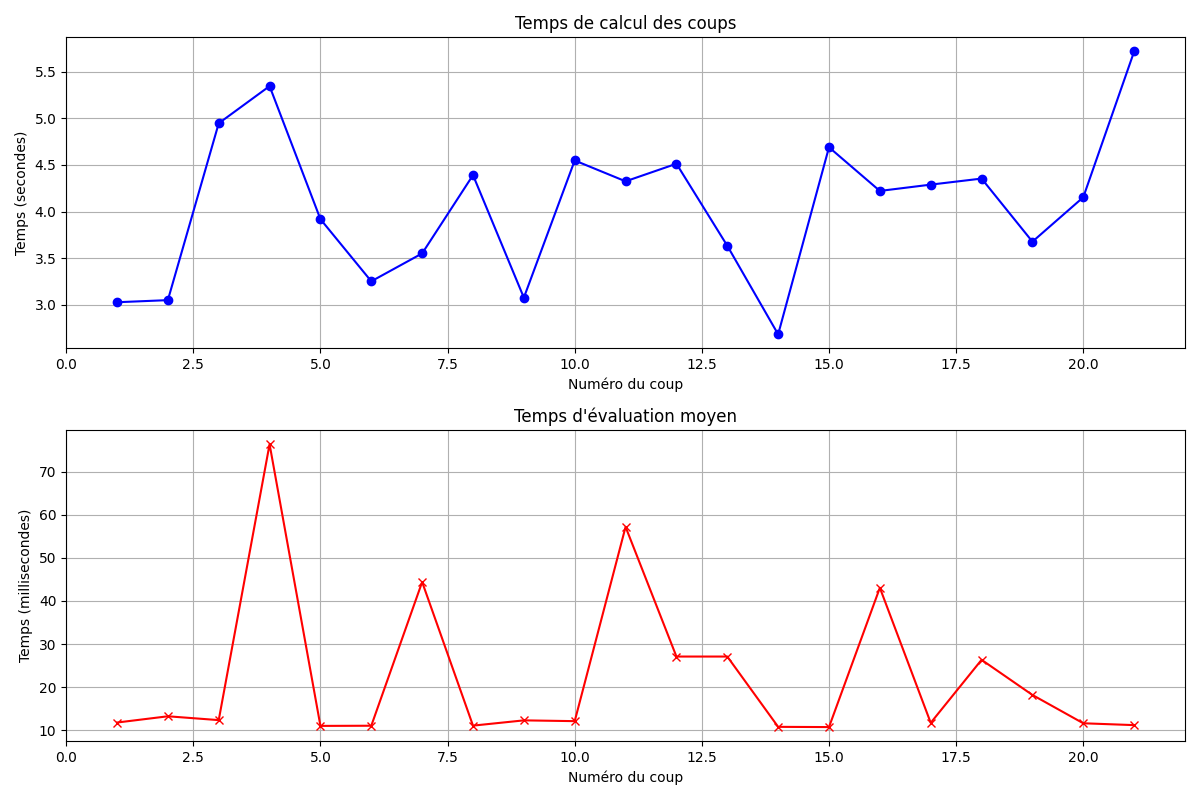 Temps de calcul des coups
5.5
5.0
4.5
4.0
3.5
3.0
Temps (secondes)
0.0 2.5 5.0 7.5 10.0 12.5 15.0 17.5 20.0
Numéro du coup
Temps d'évaluation moyen
70
60
50
40
30
20
10
Temps (millisecondes)
0.0 2.5 5.0 7.5 10.0 12.5 15.0 17.5 20.0
Numéro du coup